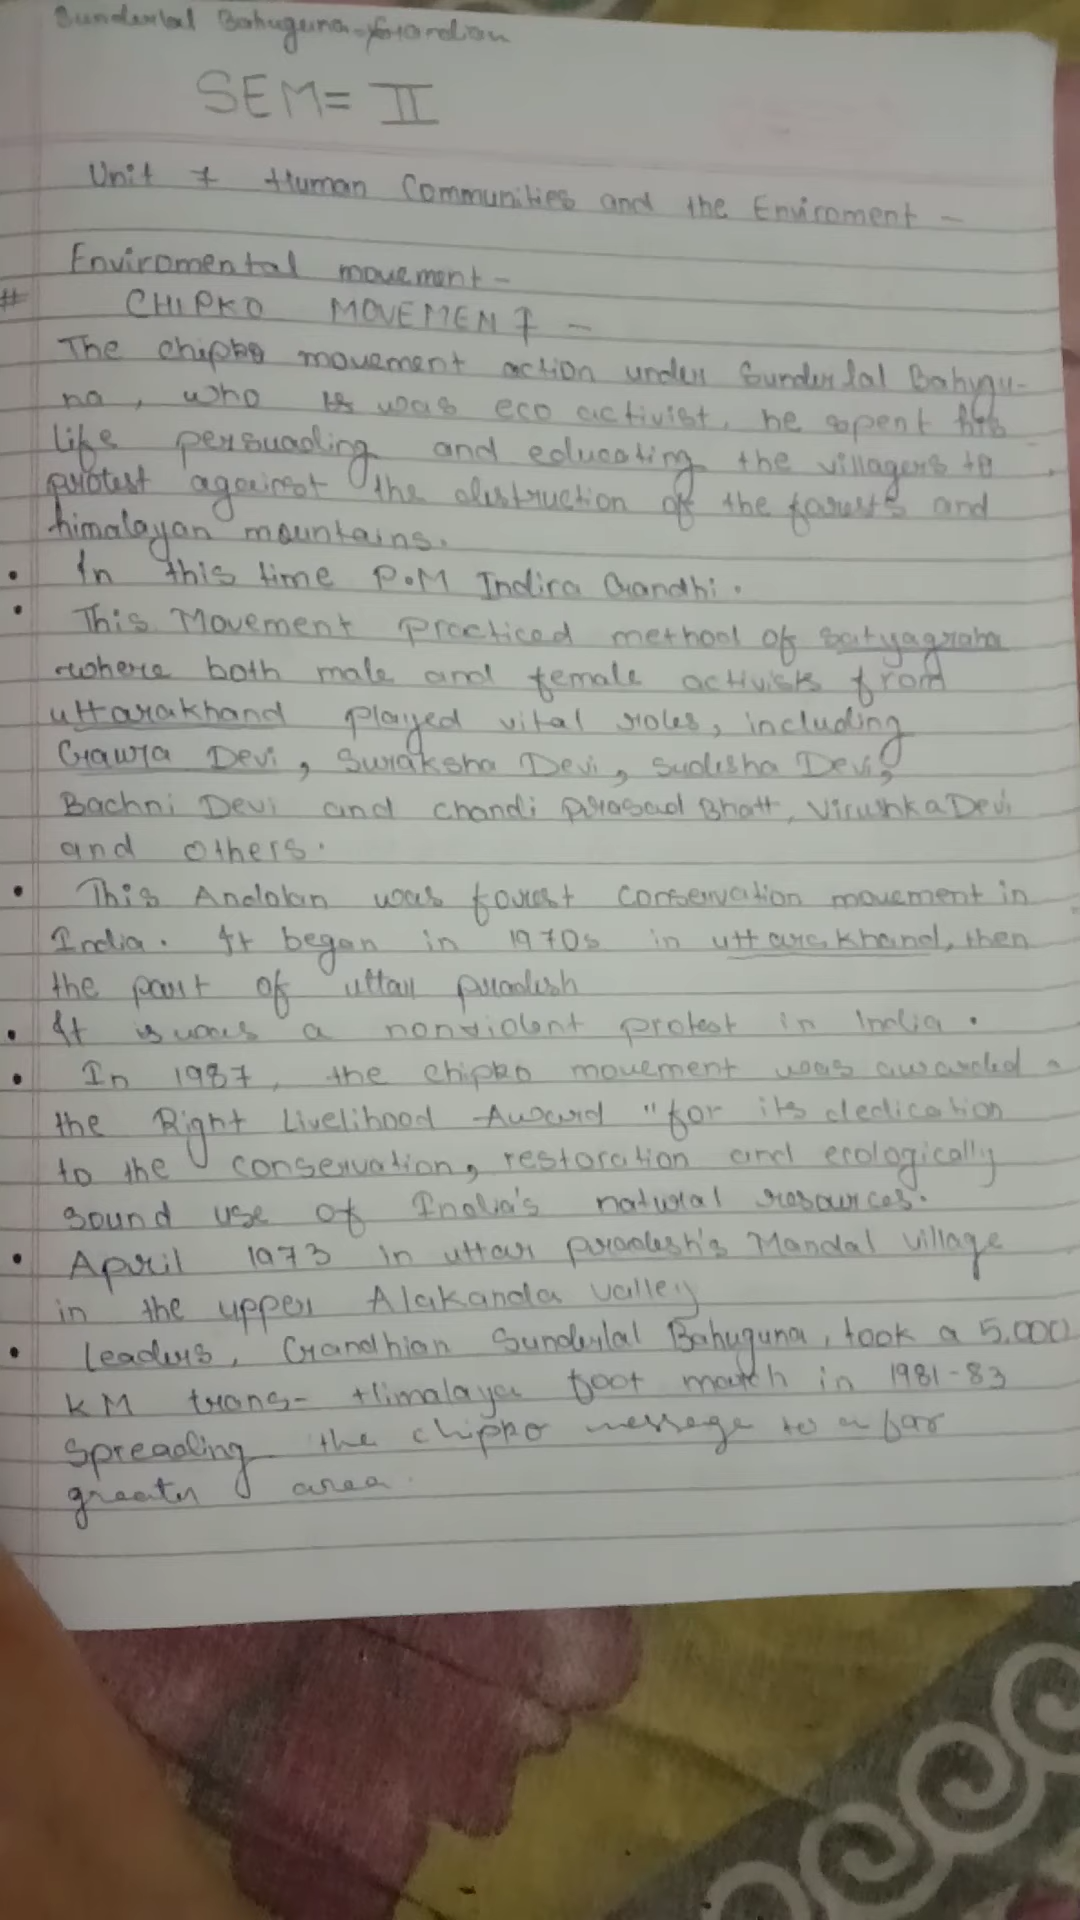 Sunderlal Bahuguna
SEM = II
Unit 7 Human Communities and the Enviroment -
Enviromental movement -
# CHIPKO MOVEMENT -
The chipko movement action under Sunderlal Bahugu-
na, who was eco activist, he spent his
life persuading and educating the villagers to
protest against the distruction of the forests and
himalayan mountains.
• In this time P.M Indira Gandhi.
• This Movement practiced method of satyagraha
where both male and female activists from
uttarakhand played vital roles, including
Gawra Devi, Suraksha Devi, Sudesha Devi,
Bachni Devi and chandi prasad Bhatt, Virushka Devi
and others.
• This Andolan was forest conservation movement in
India. It began in 1970s in uttarakhand, then
the part of uttar pradesh
• It was a nonviolent protest in India.
• In 1987, the chipko movement was awarded
the Right Livelihood Award "for its dedication
to the conservation, restoration and ecologically
sound use of India's natural resources.
• April 1973 in uttar pradesh's Mandal village
in the upper Alakanda valley
• leaders, Gandhian Sunderlal Bahuguna, took a 5,000
KM trans- Himalaya foot march in 1981-83
spreading the chipko message to a far
greater area.